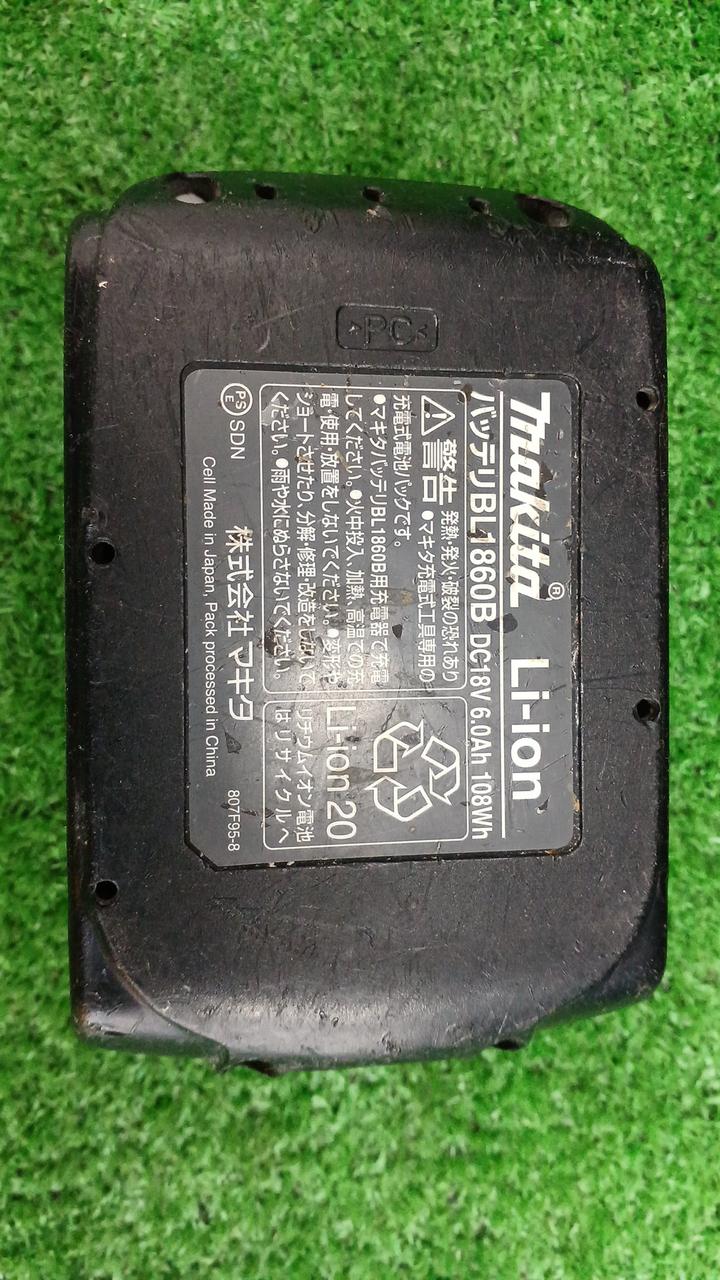 PC
makita® Li-ion
バッテリBL1860B DC18V 6.0Ah 108Wh
警告 発熱・発火・破裂の恐れあり
●マキタ充電式工具専用の
充電式電池パックです。
●マキタバッテリBL1860B用充電器で充電
してください。●火中投入、加熱、高温での充
電・使用・放置をしないでください。●変形や
ショートさせたり、分解・修理・改造をしないで
ください。●雨や水にぬらさないでください。
Li-ion 20
リチウムイオン電池
はリサイクルへ
PSE SDN
株式会社 マキタ
Cell Made in Japan, Pack processed in China
807F95-8